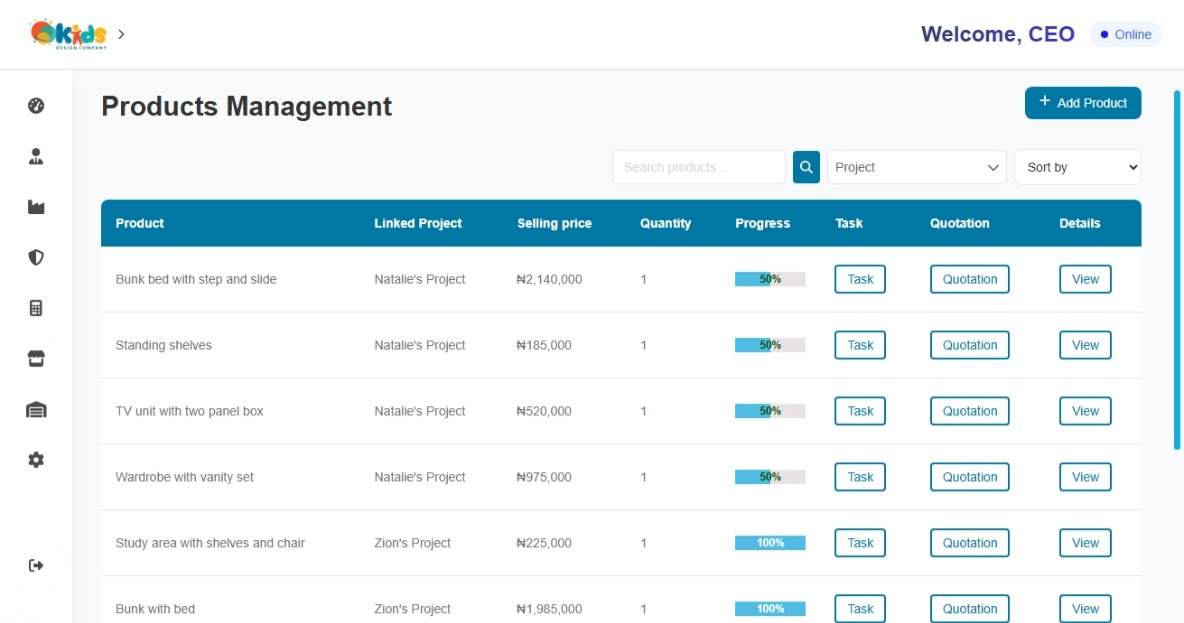 Kids
DESIGN COMPANY
Welcome, CEO
Online
Products Management
+ Add Product
Search products...
Project
Sort by
Product Linked Project Selling price Quantity Progress Task Quotation Details
Bunk bed with step and slide Natalie's Project ₦2,140,000 1 50% Task Quotation View
Standing shelves Natalie's Project ₦185,000 1 50% Task Quotation View
TV unit with two panel box Natalie's Project ₦520,000 1 50% Task Quotation View
Wardrobe with vanity set Natalie's Project ₦975,000 1 50% Task Quotation View
Study area with shelves and chair Zion's Project ₦225,000 1 100% Task Quotation View
Bunk with bed Zion's Project ₦1,985,000 1 100% Task Quotation View